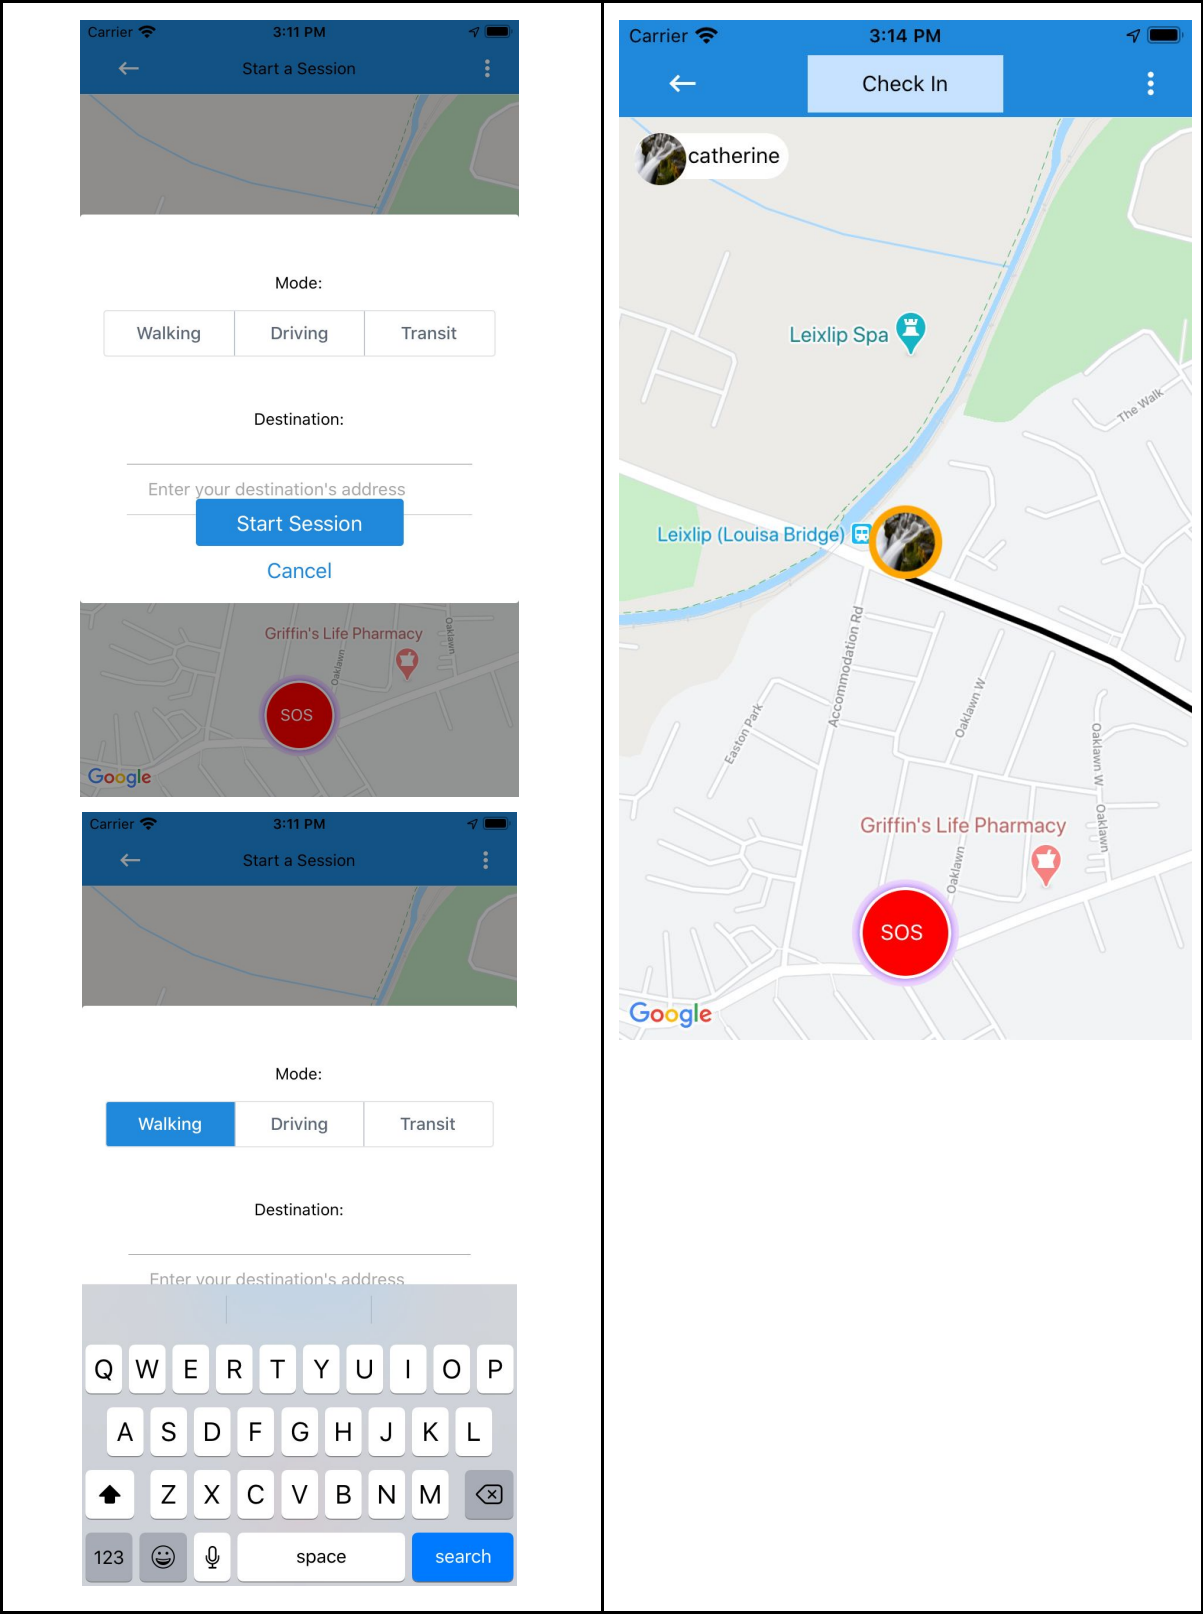 Carrier 3:11 PM
Start a Session
Mode:
Walking Driving Transit
Destination:
Enter your destination's address
Start Session
Cancel
Griffin's Life Pharmacy
Oaklawn
Oaklawn
SOS
Google
Carrier 3:11 PM
Start a Session
Mode:
Walking Driving Transit
Destination:
Enter your destination's address
Q W E R T Y U I O P
A S D F G H J K L
Z X C V B N M
123 space search
Carrier 3:14 PM
Check In
catherine
Leixlip Spa
The Walk
Leixlip (Louisa Bridge)
Accommodation Rd
Easton Park
Oaklawn W
Oaklawn W
Oaklawn
Griffin's Life Pharmacy
Oaklawn
SOS
Google